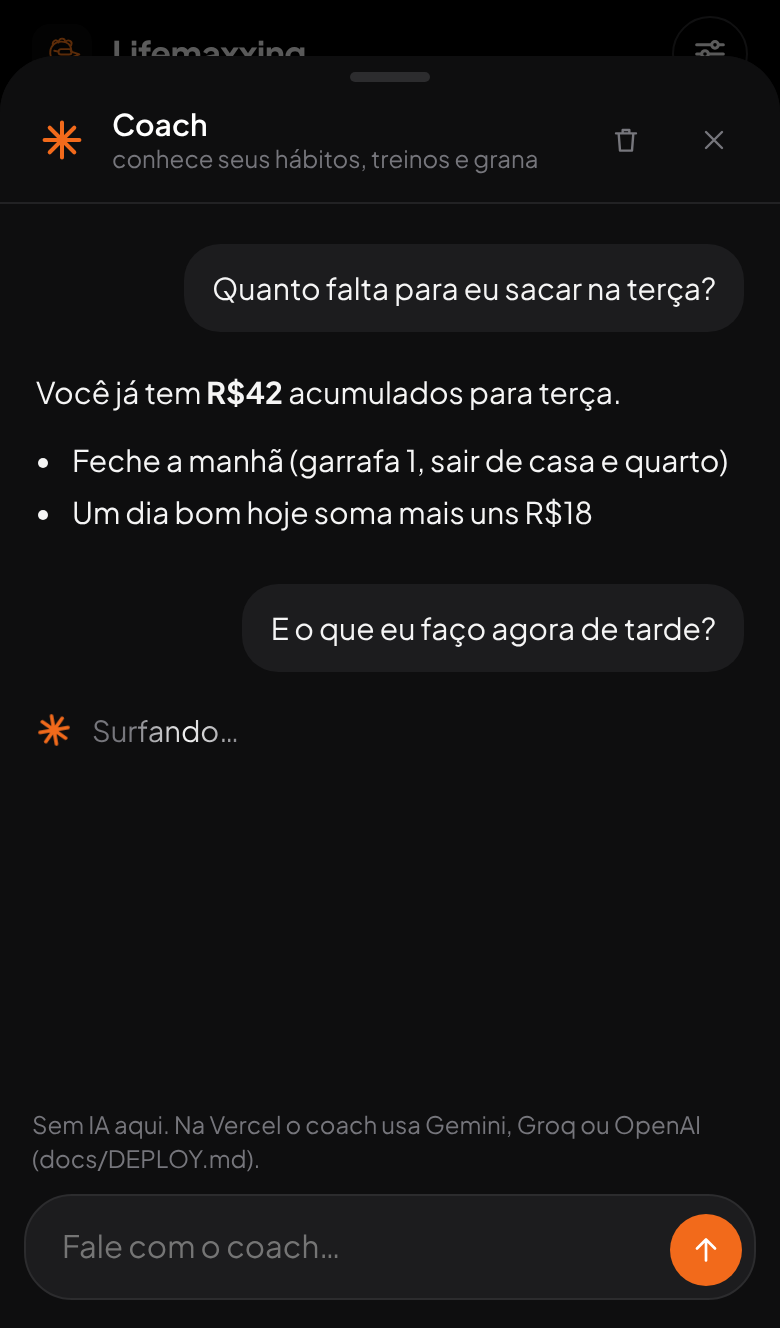 Lifemaxxing
Coach
conhece seus hábitos, treinos e grana
Quanto falta para eu sacar na terça?
Você já tem R$42 acumulados para terça.
• Feche a manhã (garrafa 1, sair de casa e quarto)
• Um dia bom hoje soma mais uns R$18
E o que eu faço agora de tarde?
Surfando...
Sem IA aqui. Na Vercel o coach usa Gemini, Groq ou OpenAI
(docs/DEPLOY.md).
Fale com o coach...